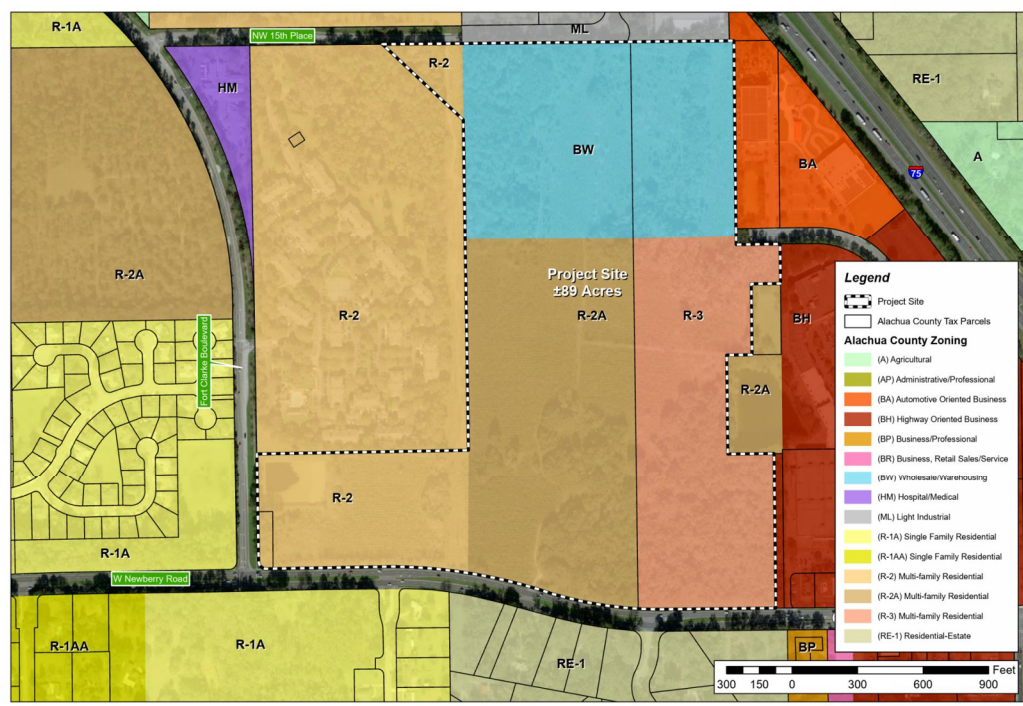 R-1A
NW 15th Place
ML
R-2
HM
RE-1
BW
BA
75
A
R-2A
Project Site
±89 Acres
R-2
R-2A
R-3
BH
Fort Clarke Boulevard
R-2A
R-2
R-1A
W Newberry Road
R-1AA
R-1A
RE-1
BP
Legend
Project Site
Alachua County Tax Parcels
Alachua County Zoning
(A) Agricultural
(AP) Administrative/Professional
(BA) Automotive Oriented Business
(BH) Highway Oriented Business
(BP) Business/Professional
(BR) Business, Retail Sales/Service
(BW) Wholesale/Warehousing
(HM) Hospital/Medical
(ML) Light Industrial
(R-1A) Single Family Residential
(R-1AA) Single Family Residential
(R-2) Multi-family Residential
(R-2A) Multi-family Residential
(R-3) Multi-family Residential
(RE-1) Residential-Estate
Feet
300 150 0 300 600 900